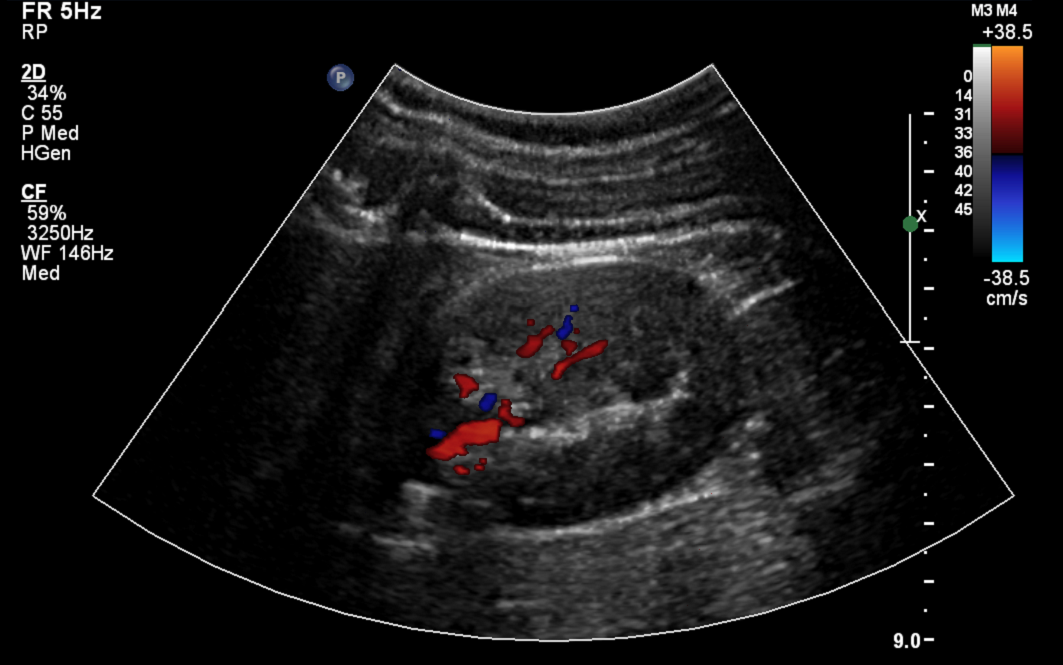 FR 5Hz
RP
2D
34%
C 55
P Med
HGen
CF
59%
3250Hz
WF 146Hz
Med
P
M3 M4
+38.5
0
14
31
33
36
40
42
45
X
-38.5
cm/s
9.0